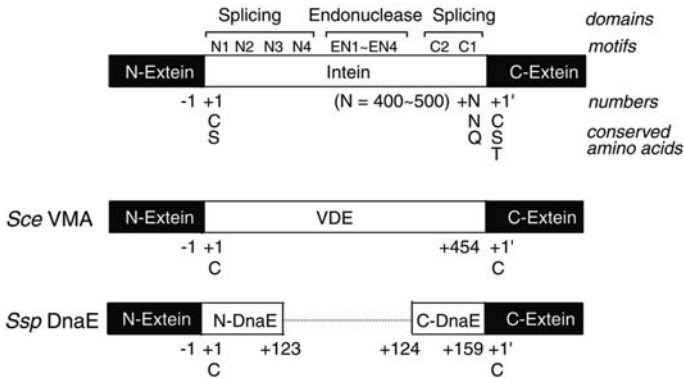 Splicing Endonuclease Splicing domains
N1 N2 N3 N4 EN1~EN4 C2 C1 motifs
N-Extein Intein C-Extein
-1 +1 (N = 400~500) +N +1' numbers
C N C conserved
S Q S amino acids
T
Sce VMA N-Extein VDE C-Extein
-1 +1 +454 +1'
C C
Ssp DnaE N-Extein N-DnaE C-DnaE C-Extein
-1 +1 +123 +124 +159 +1'
C C